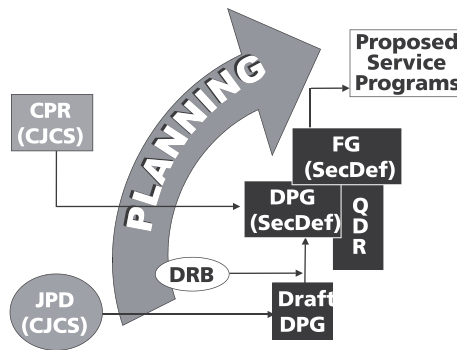 Proposed
Service
Programs
PLANNING
CPR
(CJCS)
FG
(SecDef)
DPG
(SecDef)
Q
D
R
DRB
JPD
(CJCS)
Draft
DPG